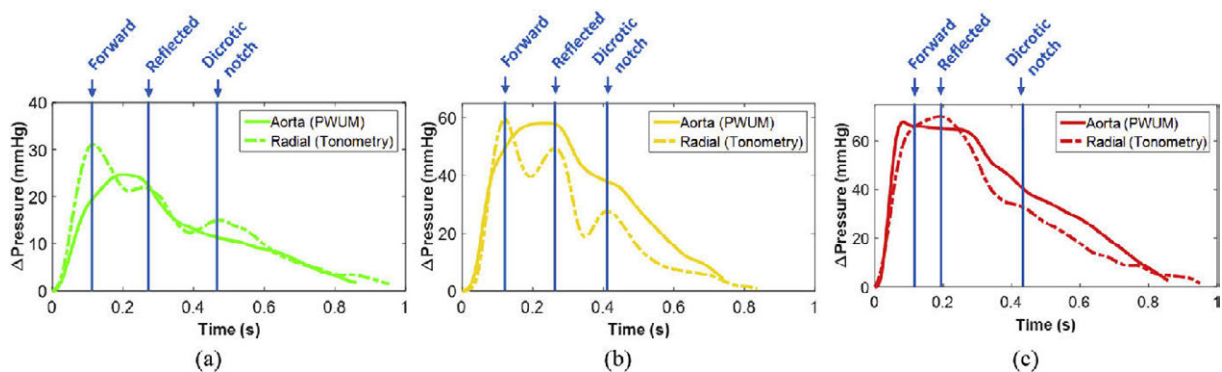 Forward
Reflected
Dicrotic
notch
40
30
20
10
0
ΔPressure (mmHg)
Aorta (PWUM)
Radial (Tonometry)
0
0.2
0.4
0.6
0.8
1
Time (s)
(a)
Forward
Reflected
Dicrotic
notch
60
40
20
0
ΔPressure (mmHg)
Aorta (PWUM)
Radial (Tonometry)
0
0.2
0.4
0.6
0.8
1
Time (s)
(b)
Forward
Reflected
Dicrotic
notch
60
40
20
0
ΔPressure (mmHg)
Aorta (PWUM)
Radial (Tonometry)
0
0.2
0.4
0.6
0.8
1
Time (s)
(c)